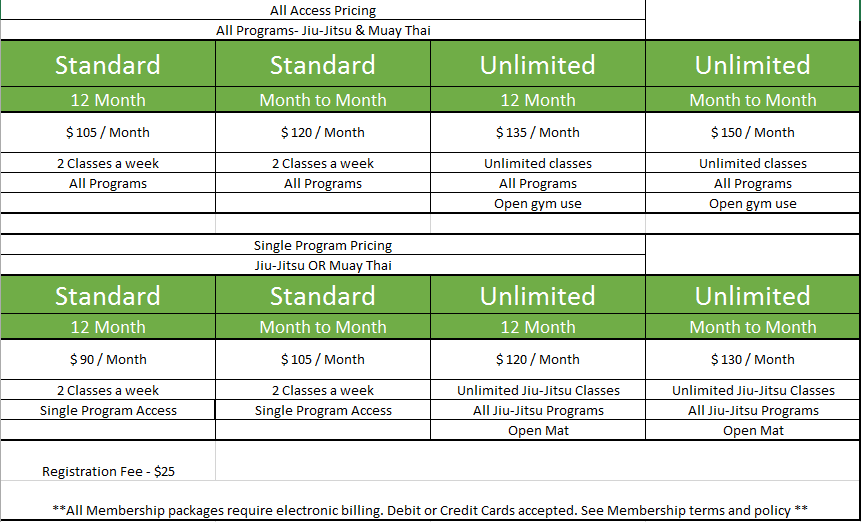 All Access Pricing
All Programs- Jiu-Jitsu & Muay Thai
Standard Standard Unlimited Unlimited
12 Month Month to Month 12 Month Month to Month
$ 105 / Month $ 120 / Month $ 135 / Month $ 150 / Month
2 Classes a week 2 Classes a week Unlimited classes Unlimited classes
All Programs All Programs All Programs All Programs
Open gym use Open gym use
Single Program Pricing
Jiu-Jitsu OR Muay Thai
Standard Standard Unlimited Unlimited
12 Month Month to Month 12 Month Month to Month
$ 90 / Month $ 105 / Month $ 120 / Month $ 130 / Month
2 Classes a week 2 Classes a week Unlimited Jiu-Jitsu Classes Unlimited Jiu-Jitsu Classes
Single Program Access Single Program Access All Jiu-Jitsu Programs All Jiu-Jitsu Programs
Open Mat Open Mat
Registration Fee - $25
**All Membership packages require electronic billing. Debit or Credit Cards accepted. See Membership terms and policy **